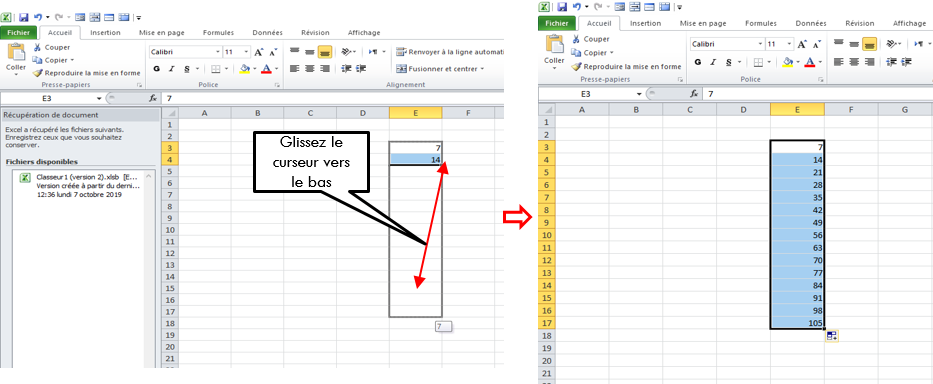 Fichier Accueil Insertion Mise en page Formules Données Révision Affichage
Coller
Couper
Copier
Reproduire la mise en forme
Presse-papiers
Calibri 11
G I S
Police
Renvoyer à la ligne automat
Fusionner et centrer
Alignement
E3 fx 7
Récupération de document
Excel a récupéré les fichiers suivants.
Enregistrez ceux que vous souhaitez
conserver.
Fichiers disponibles
Classeur1 (version 2).xlsb [E...
Version créée à partir du derni...
12:36 lundi 7 octobre 2019
A B C D E F
1
2
3 7
4 14
5
6
7
8
9
10
11
12
13
14
15
16
17
18 7
19
20
21
Glissez le
curseur vers
le bas
Fichier Accueil Insertion Mise en page Formules Données Révision Affichage
Coller
Couper
Copier
Reproduire la mise en forme
Presse-papiers
Calibri 11
G I S
Police
E3 fx 7
A B C D E F G
1
2
3 7
4 14
5 21
6 28
7 35
8 42
9 49
10 56
11 63
12 70
13 77
14 84
15 91
16 98
17 105
18
19
20
21